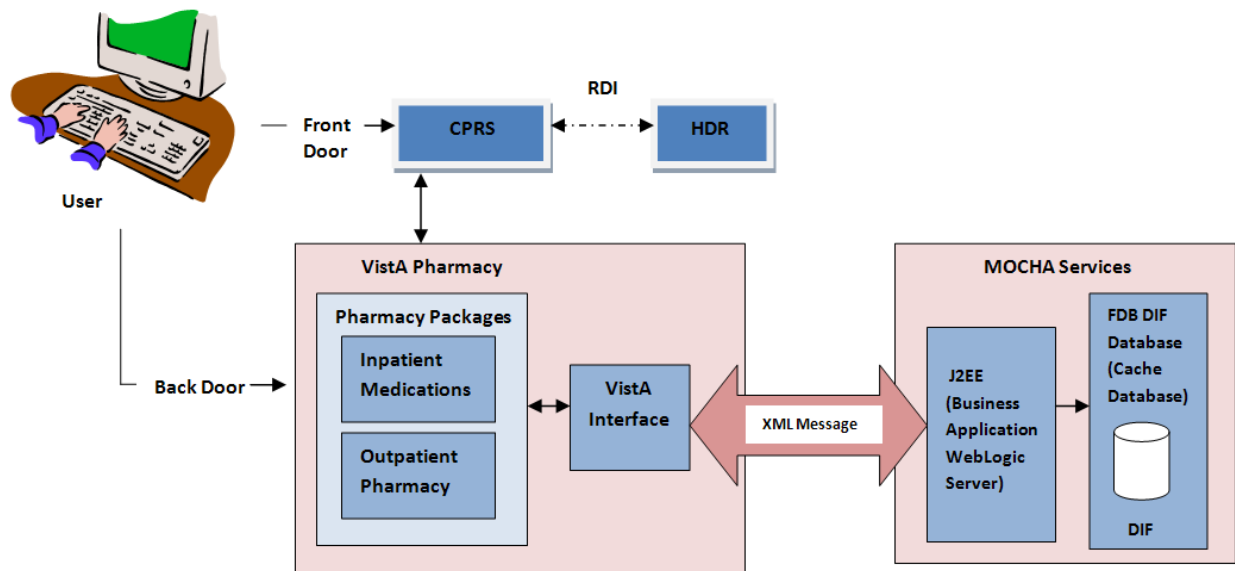 RDI
Front
Door
CPRS
HDR
User
VistA Pharmacy
MOCHA Services
Pharmacy Packages
Inpatient
Medications
Back Door
VistA
Interface
Outpatient
Pharmacy
XML Message
J2EE
(Business
Application
WebLogic
Server)
FDB DIF
Database
(Cache
Database)
DIF